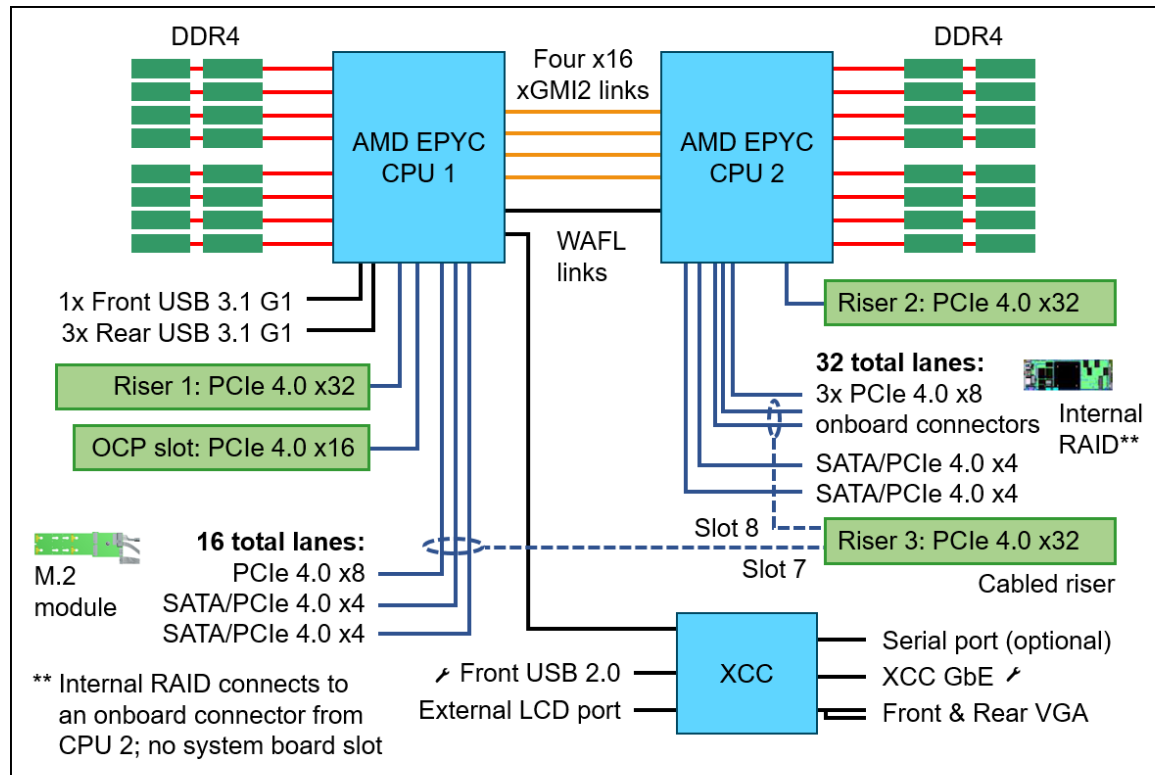 DDR4
DDR4
Four x16
xGMI2 links
AMD EPYC
CPU 1
AMD EPYC
CPU 2
WAFL
links
1x Front USB 3.1 G1
3x Rear USB 3.1 G1
Riser 1: PCIe 4.0 x32
OCP slot: PCIe 4.0 x16
Riser 2: PCIe 4.0 x32
32 total lanes:
3x PCIe 4.0 x8
onboard connectors
Internal
RAID**
SATA/PCIe 4.0 x4
SATA/PCIe 4.0 x4
Slot 8
Slot 7
Riser 3: PCIe 4.0 x32
Cabled riser
M.2
module
16 total lanes:
PCIe 4.0 x8
SATA/PCIe 4.0 x4
SATA/PCIe 4.0 x4
** Internal RAID connects to
an onboard connector from
CPU 2; no system board slot
XCC
Front USB 2.0
External LCD port
Serial port (optional)
XCC GbE
Front & Rear VGA